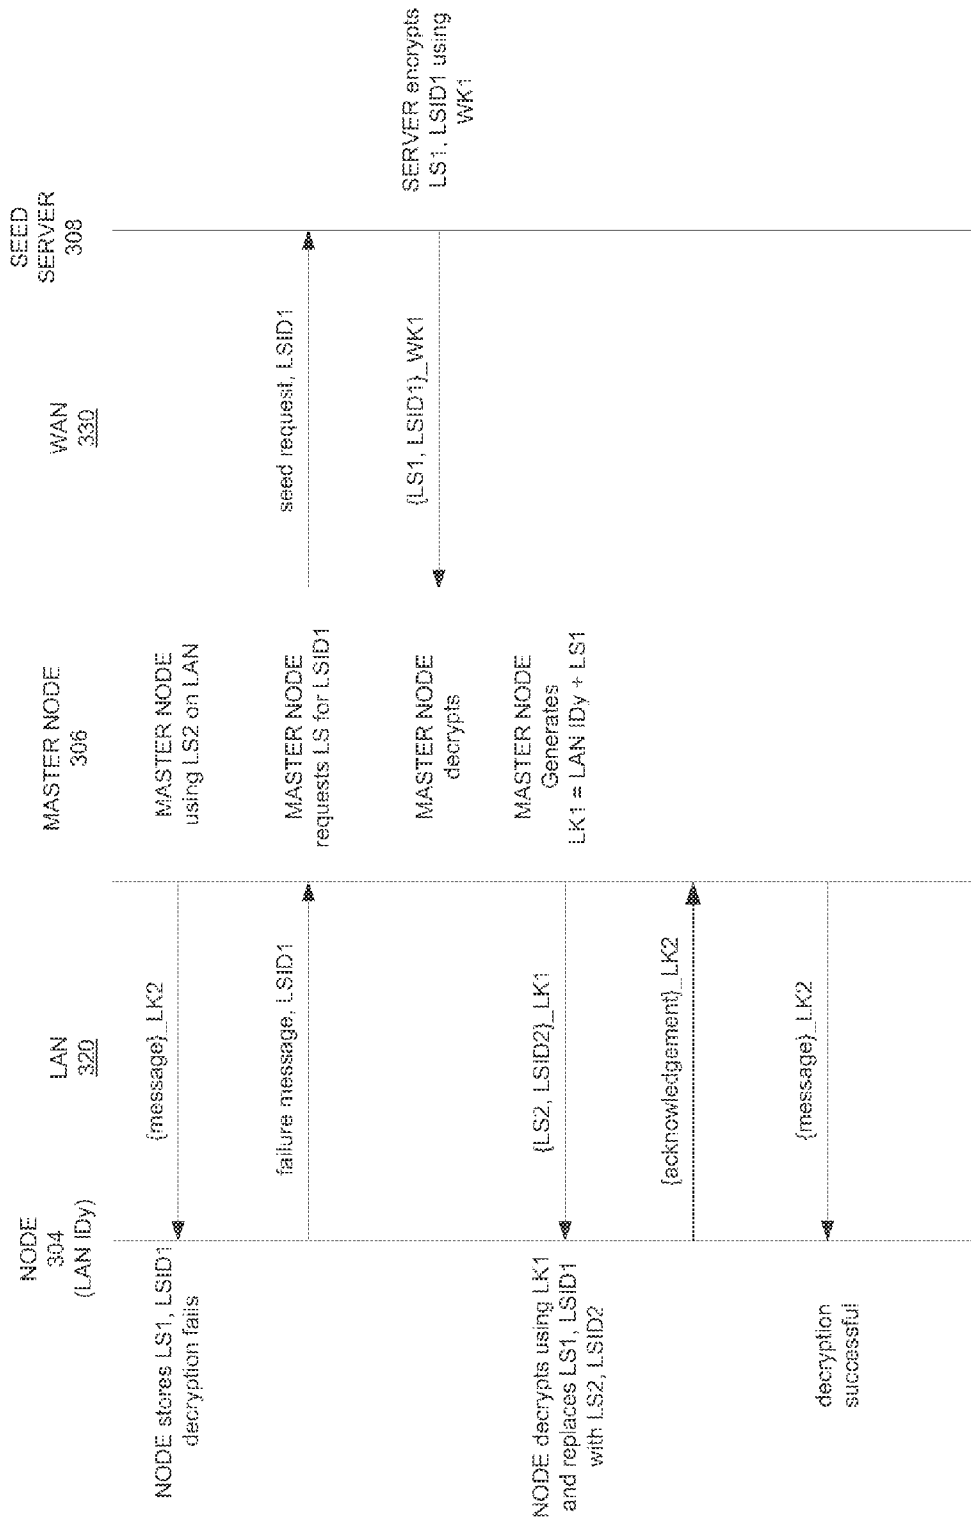 NODE
304
(LAN IDy)
LAN
320
MASTER NODE
306
WAN
330
SEED
SERVER
308
NODE stores LS1, LSID1
decryption fails
{message}_LK2
MASTER NODE
using LS2 on LAN
failure message, LSID1
MASTER NODE
requests LS for LSID1
seed request, LSID1
MASTER NODE
decrypts
{LS1, LSID1}_WK1
SERVER encrypts
LS1, LSID1 using
WK1
MASTER NODE
Generates
LK1 = LAN IDy + LS1
NODE decrypts using LK1
and replaces LS1, LSID1
with LS2, LSID2
{LS2, LSID2}_LK1
{acknowledgement}_LK2
decryption
successful
{message}_LK2